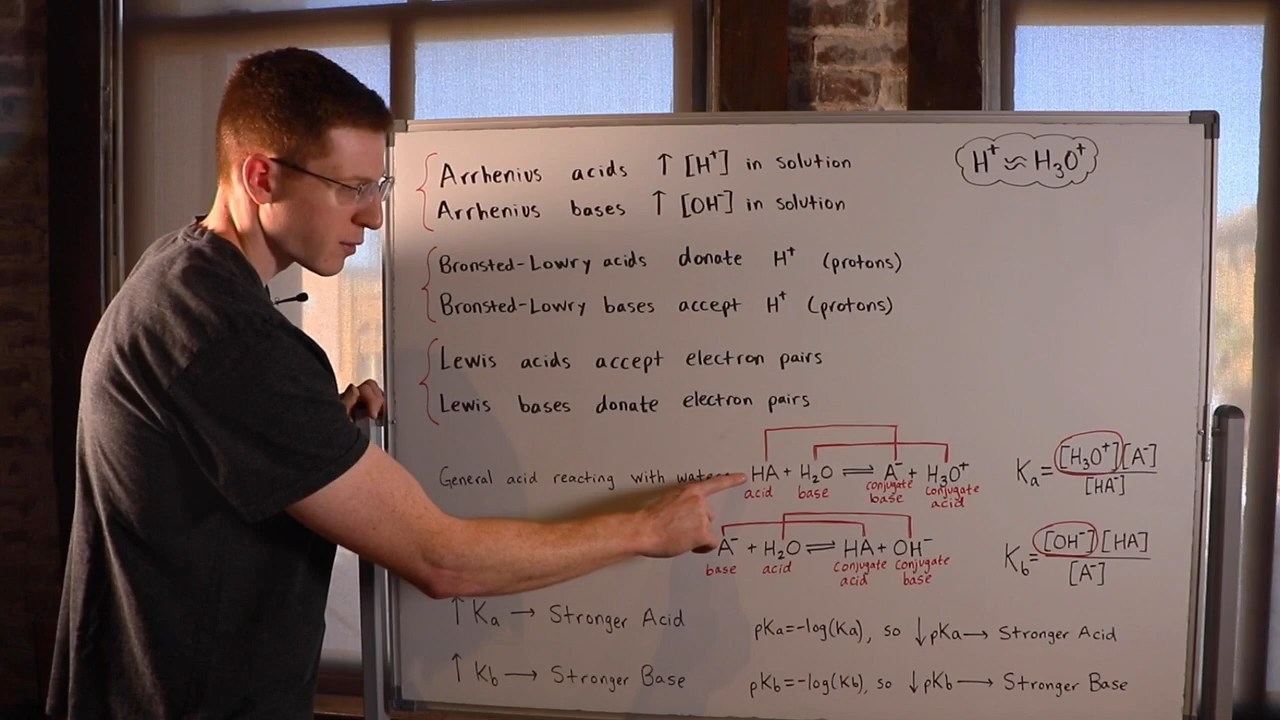 Arrhenius acids ↑ [H⁺] in solution
H⁺ ≈ H₃O⁺
Arrhenius bases ↑ [OH⁻] in solution
Bronsted-Lowry acids donate H⁺ (protons)
Bronsted-Lowry bases accept H⁺ (protons)
Lewis acids accept electron pairs
Lewis bases donate electron pairs
General acid reacting with water HA + H₂O ⇌ A⁻ + H₃O⁺
acid base conjugate base conjugate acid
Ka = [H₃O⁺][A⁻] / [HA⁻]
A⁻ + H₂O ⇌ HA + OH⁻
base acid conjugate acid conjugate base
Kb = [OH⁻][HA] / [A⁻]
↑ Ka → Stronger Acid
pKa = -log(Ka), so ↓ pKa → Stronger Acid
↑ Kb → Stronger Base
pKb = -log(Kb), so ↓ pKb → Stronger Base